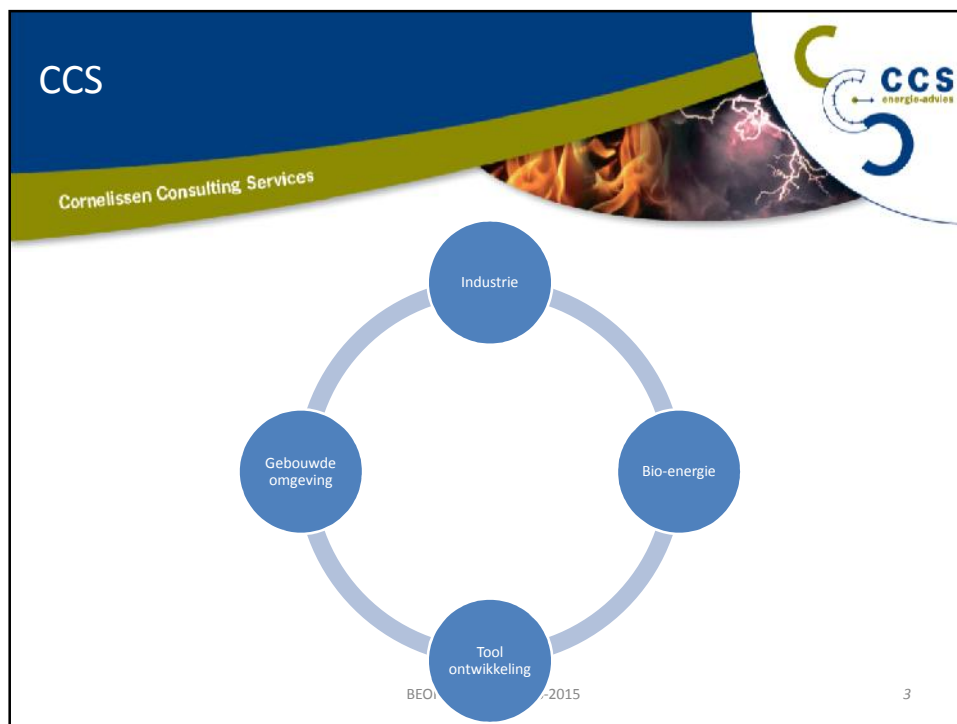 CCS
CCS
energie-advies
Cornelissen Consulting Services
Industrie
Gebouwde
omgeving
Bio-energie
Tool
ontwikkeling
-2015
3